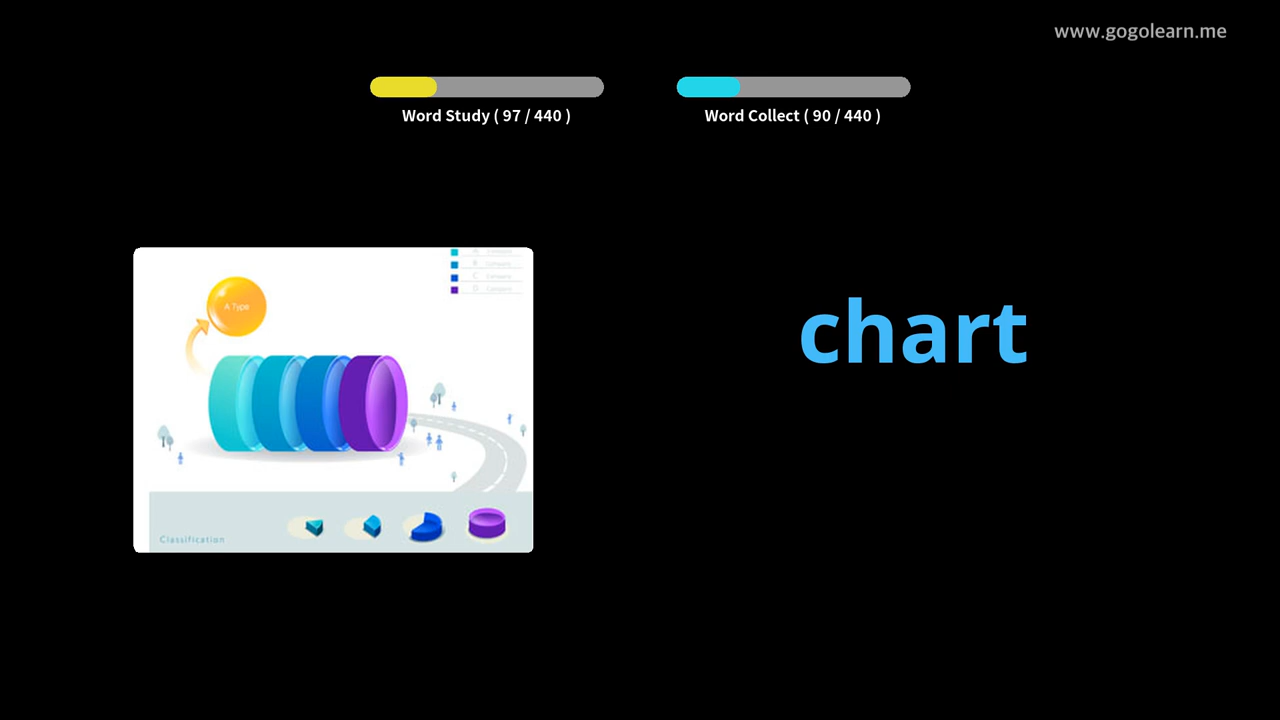 www.gogolearn.me
Word Study ( 97 / 440 )
Word Collect ( 90 / 440 )
chart
A Type
A
B
C
D
Classification